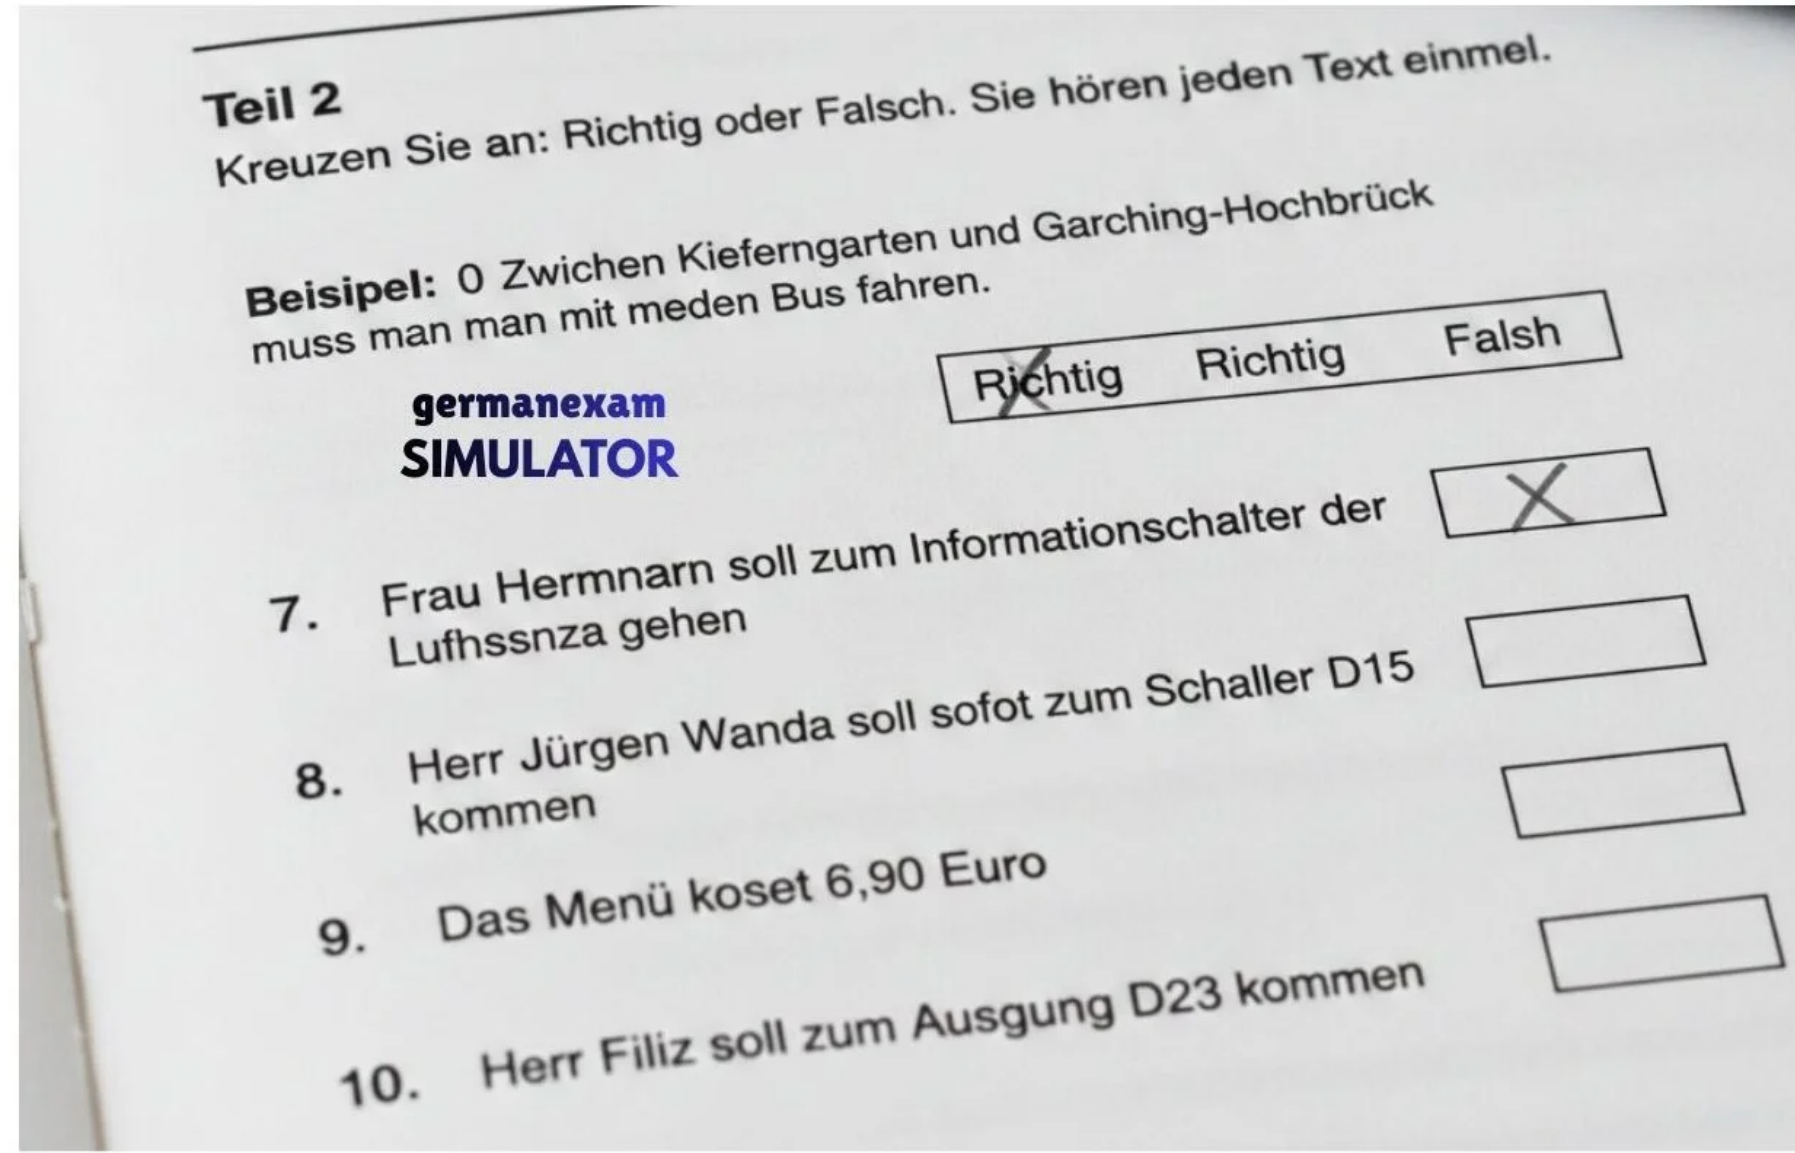 Teil 2
Kreuzen Sie an: Richtig oder Falsch. Sie hören jeden Text einmel.
Beisipel: 0 Zwichen Kieferngarten und Garching-Hochbrück
muss man man mit meden Bus fahren.
Richtig Richtig Falsh
germanexam
SIMULATOR
7. Frau Hermnarn soll zum Informationschalter der
Lufhssnza gehen
8. Herr Jürgen Wanda soll sofot zum Schaller D15
kommen
9. Das Menü koset 6,90 Euro
10. Herr Filiz soll zum Ausgung D23 kommen